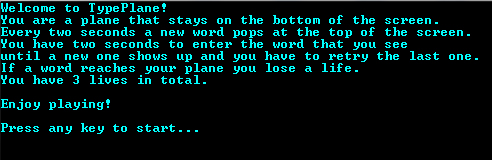 Welcome to TypePlane!
You are a plane that stays on the bottom of the screen.
Every two seconds a new word pops at the top of the screen.
You have two seconds to enter the word that you see
until a new one shows up and you have to retry the last one.
If a word reaches your plane you lose a life.
You have 3 lives in total.
Enjoy playing!
Press any key to start...